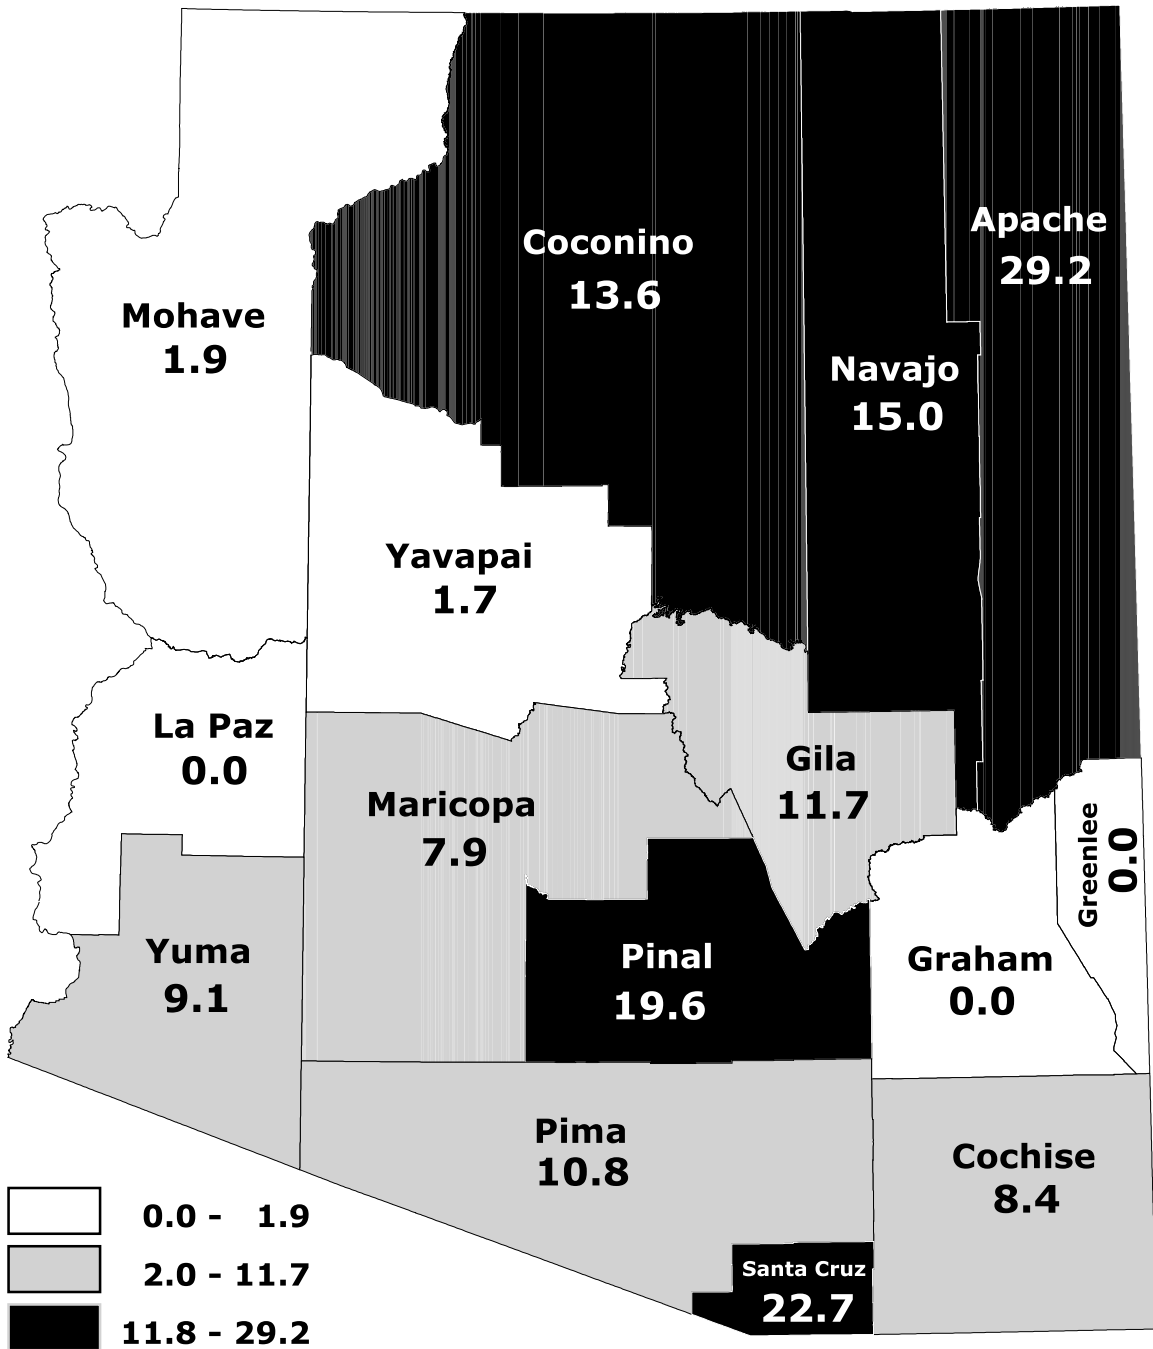 Apache
29.2
Coconino
13.6
Mohave
1.9
Navajo
15.0
Yavapai
1.7
La Paz
0.0
Gila
11.7
Maricopa
7.9
Greenlee
0.0
Yuma
9.1
Pinal
19.6
Graham
0.0
Pima
10.8
Cochise
8.4
Santa Cruz
22.7
0.0 - 1.9
2.0 - 11.7
11.8 - 29.2